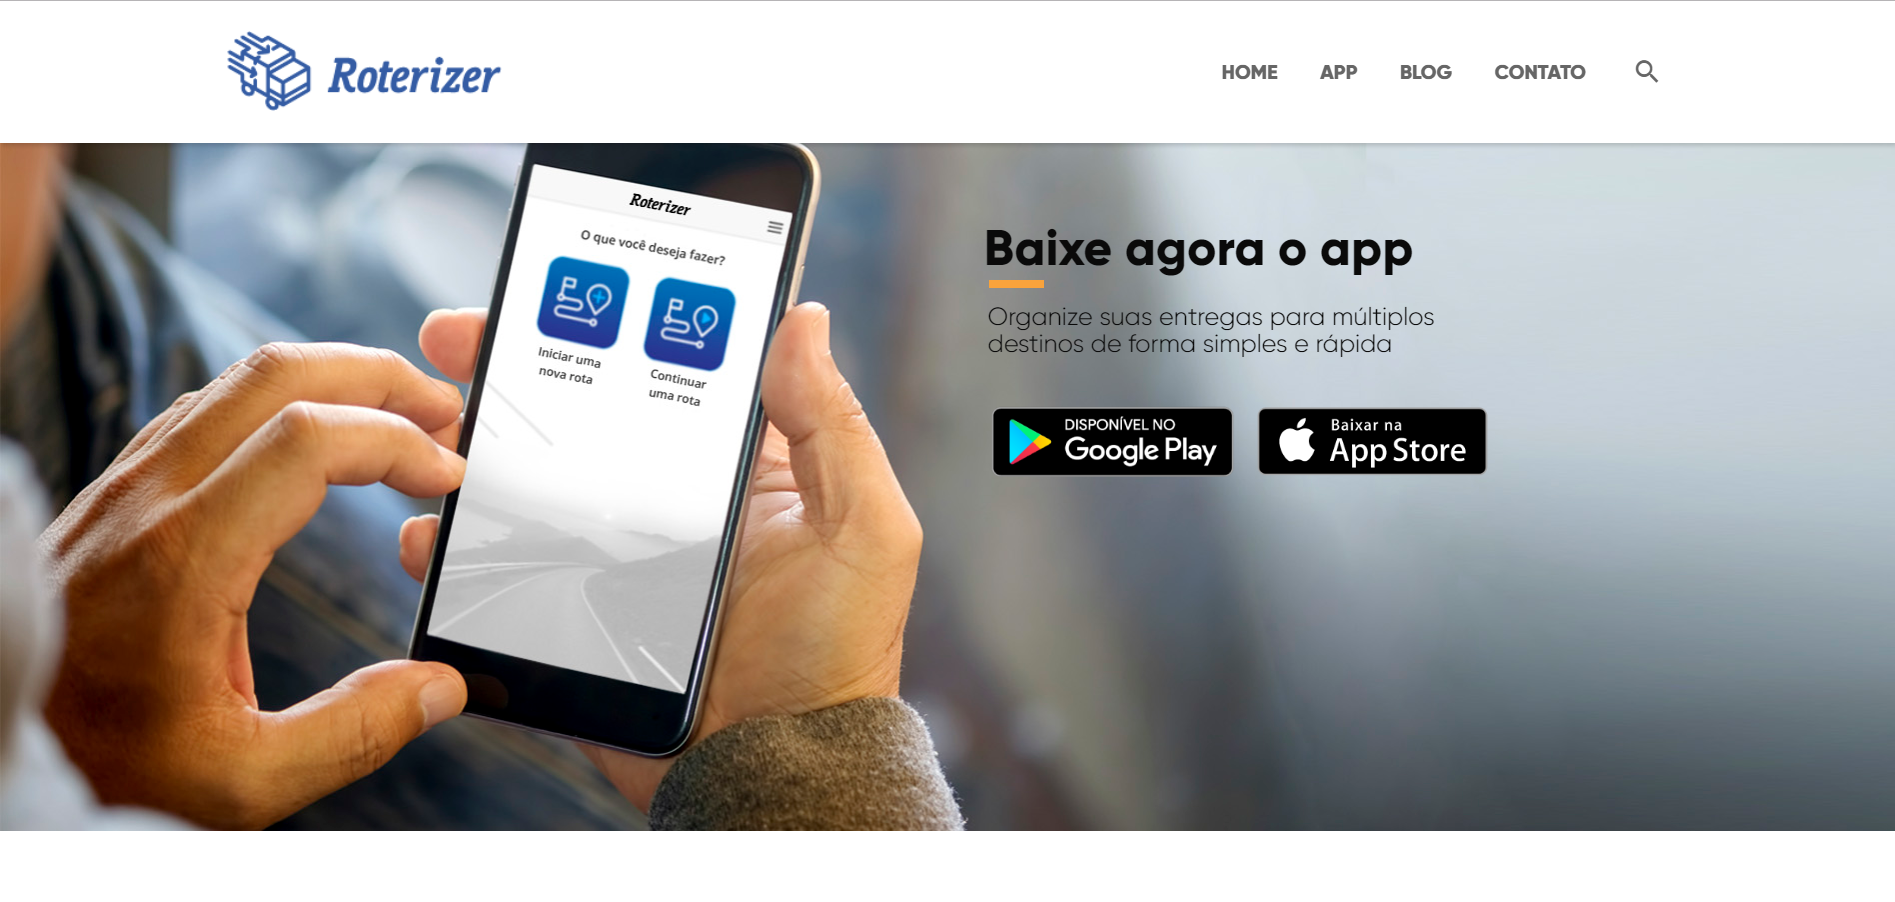 Roterizer
HOME APP BLOG CONTATO
Roterizer
O que você deseja fazer?
Iniciar uma
nova rota
Continuar
uma rota
Baixe agora o app
Organize suas entregas para múltiplos
destinos de forma simples e rápida
DISPONÍVEL NO
Google Play
Baixar na
App Store